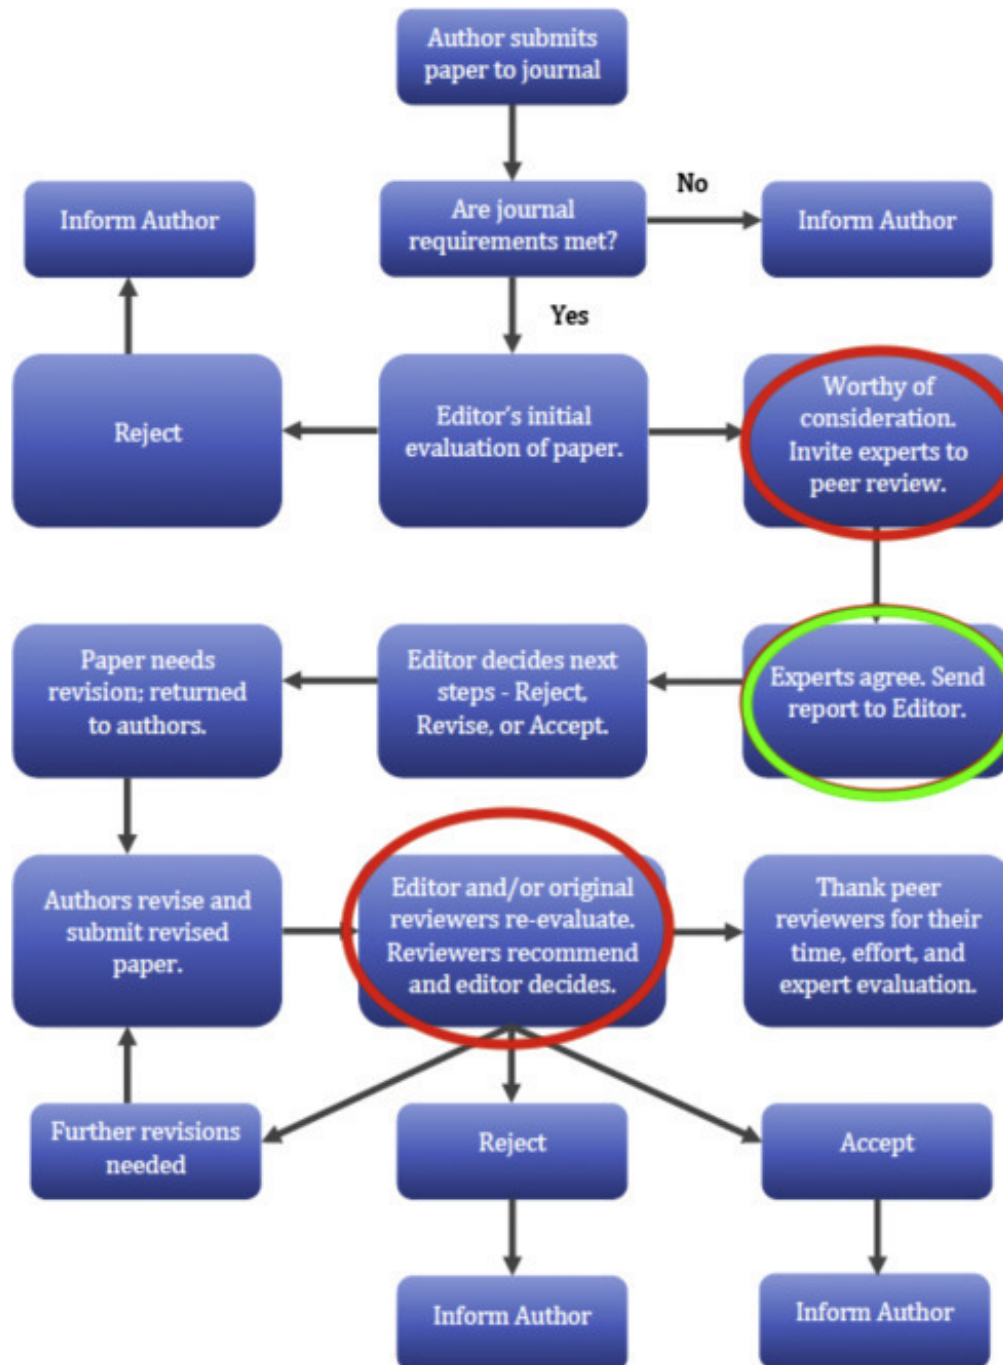 Author submits
paper to journal
No
Inform Author
Are journal
requirements met?
Inform Author
Yes
Reject
Editor's initial
evaluation of paper.
Worthy of
consideration.
Invite experts to
peer review.
Paper needs
revision; returned
to authors.
Editor decides next
steps - Reject,
Revise, or Accept.
Experts agree. Send
report to Editor.
Authors revise and
submit revised
paper.
Editor and/or original
reviewers re-evaluate.
Reviewers recommend
and editor decides.
Thank peer
reviewers for their
time, effort, and
expert evaluation.
Further revisions
needed
Reject
Accept
Inform Author
Inform Author